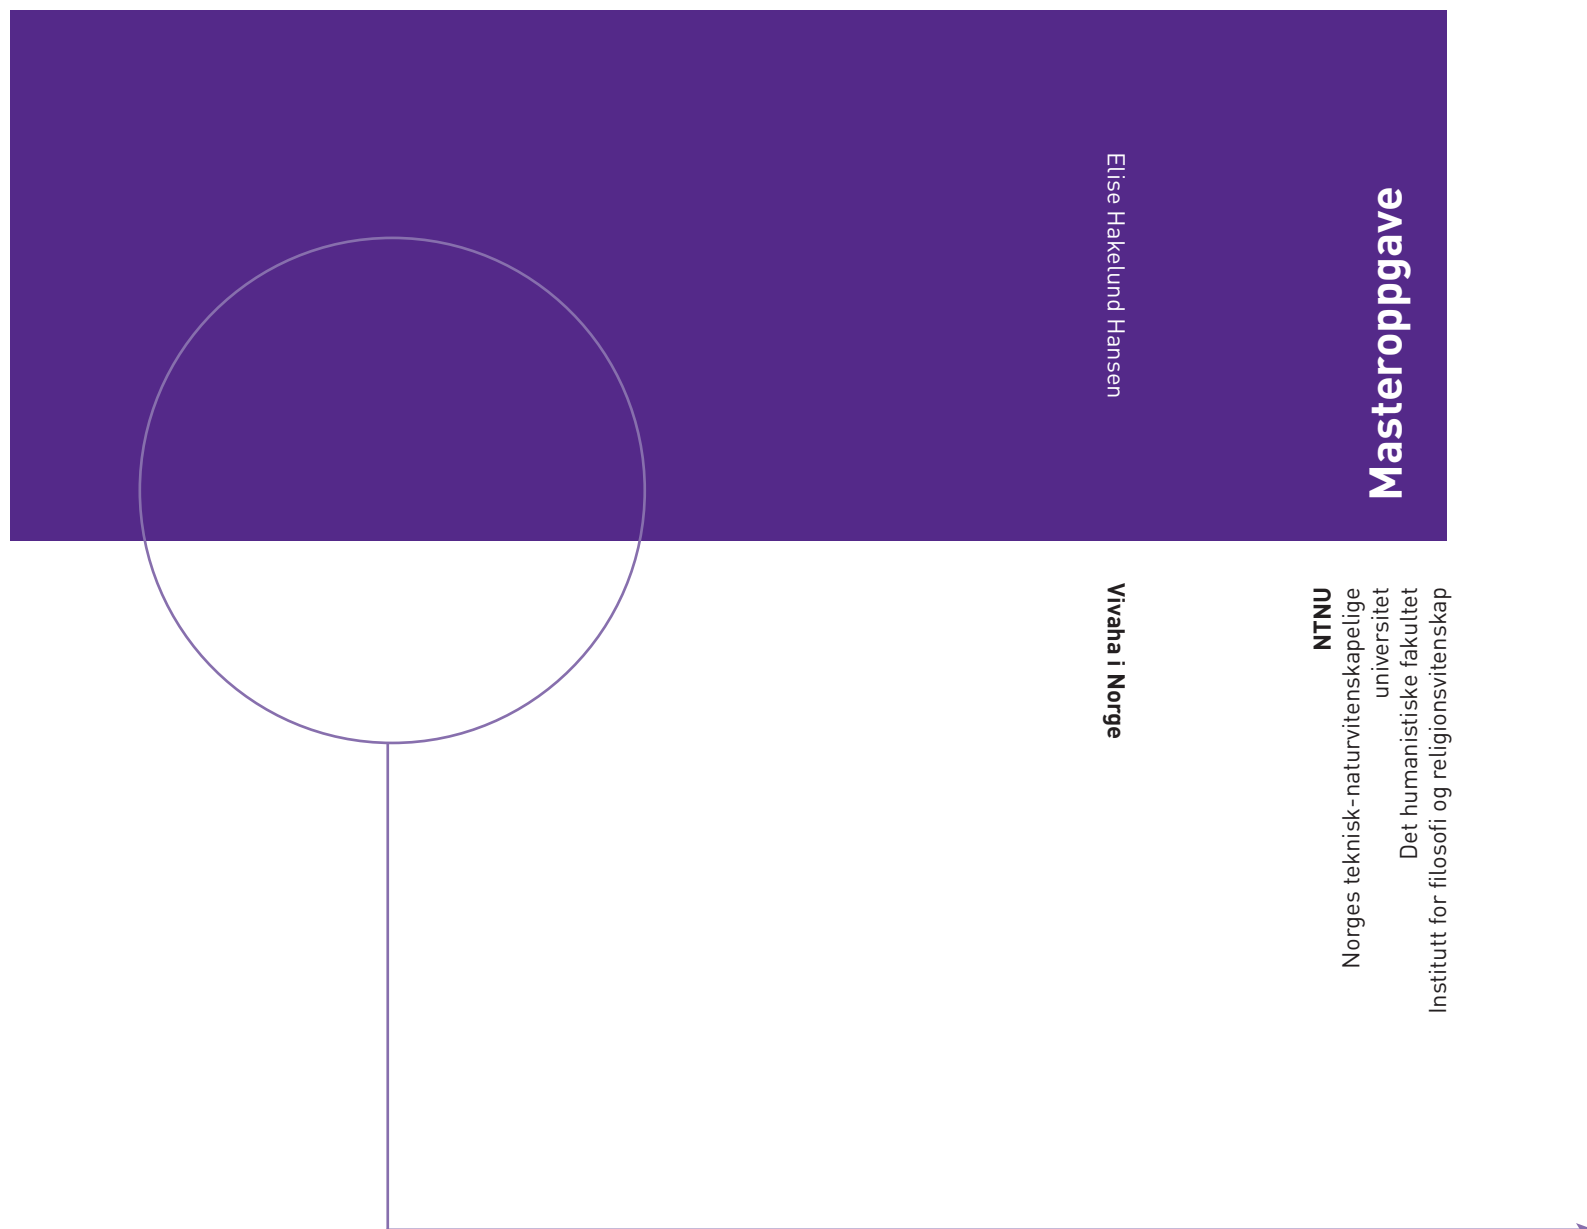 Elise Hakelund Hansen
Vivaha i Norge
Masteroppgave
NTNU
Norges teknisk-naturvitenskapelige
universitet
Det humanistiske fakultet
Institutt for filosofi og religionsvitenskap